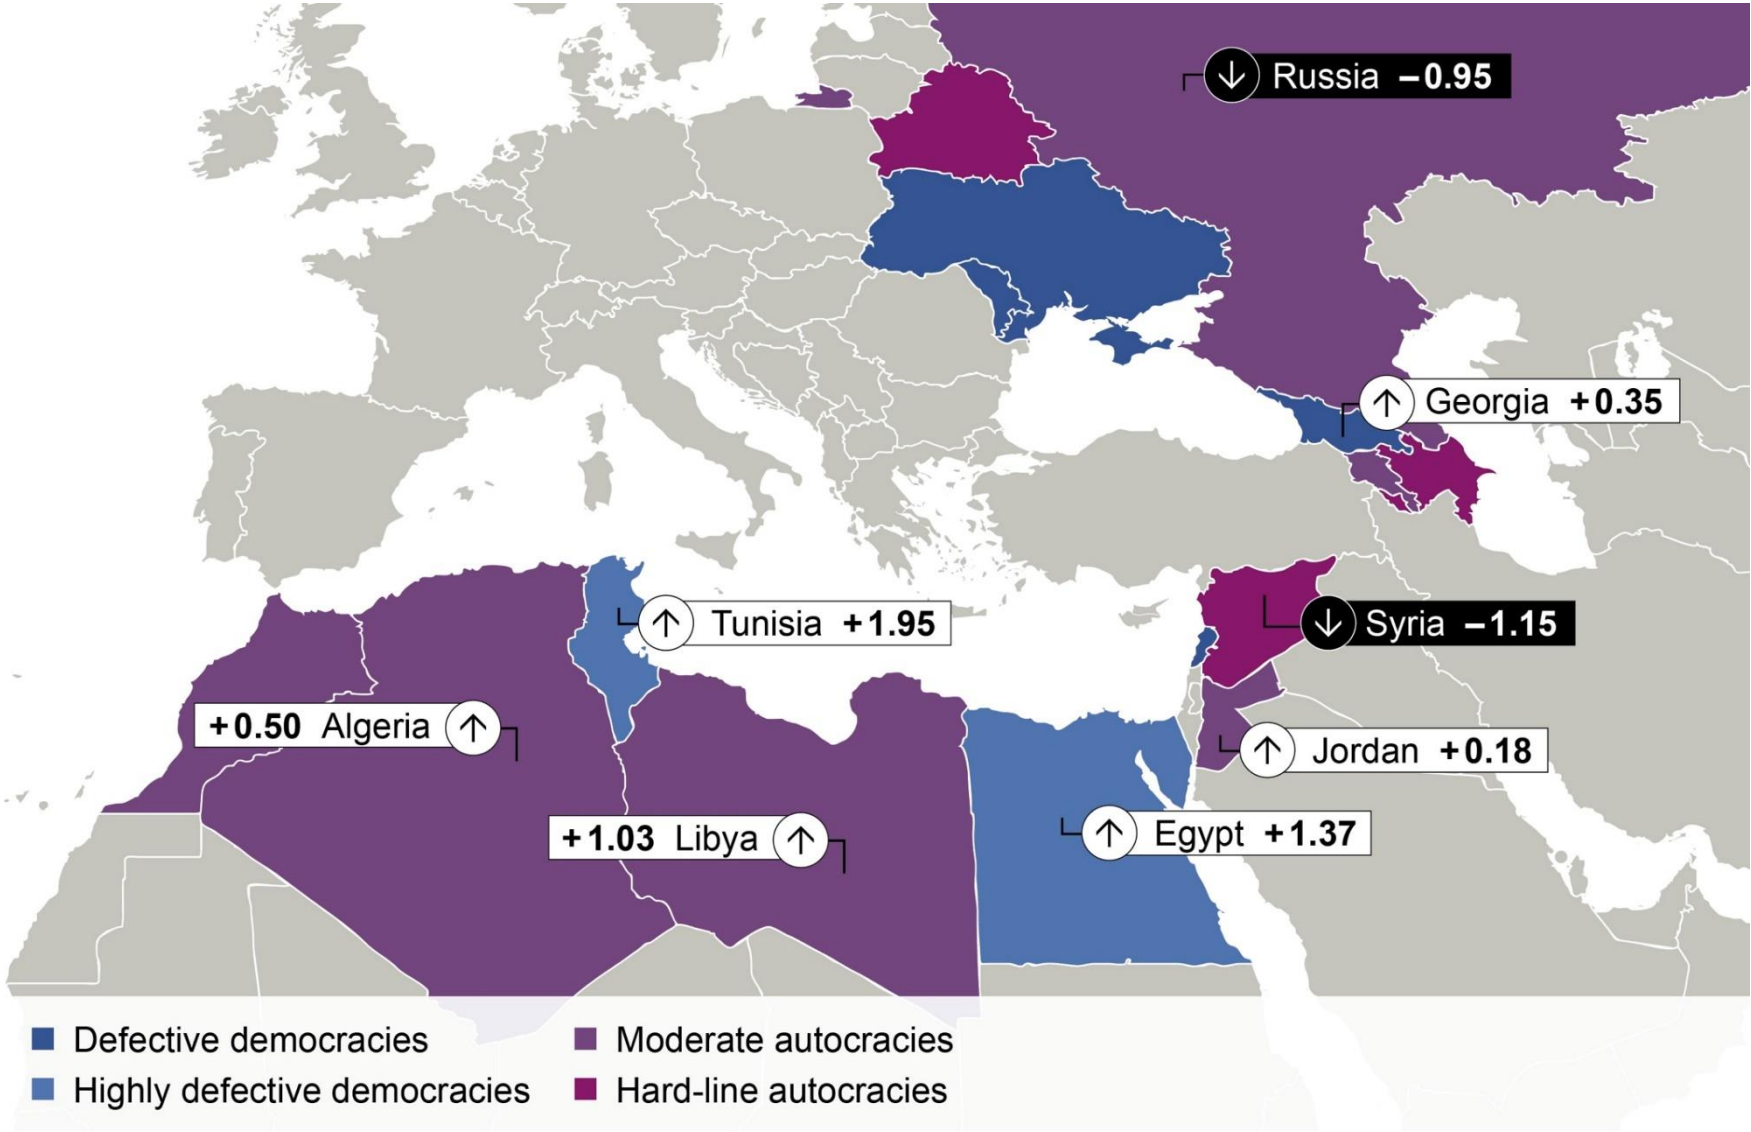 Russia –0.95
Georgia +0.35
Tunisia +1.95
Syria –1.15
+0.50 Algeria
Jordan +0.18
+1.03 Libya
Egypt +1.37
Defective democracies
Moderate autocracies
Highly defective democracies
Hard-line autocracies